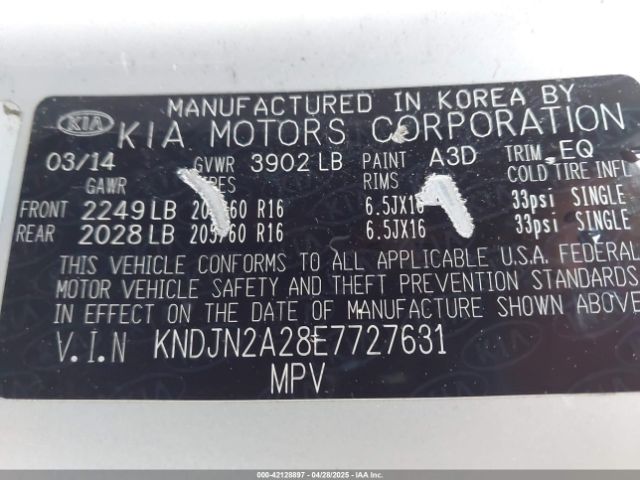 MANUFACTURED IN KOREA BY
KIA KIA MOTORS CORPORATION
03/14 GVWR 3902 LB PAINT A3D TRIM EQ
GAWR RIMS COLD TIRE INFL
FRONT 2249 LB R16 6.5JX16 33psi SINGLE
REAR 2028 LB 205/60 R16 6.5JX16 33psi SINGLE
THIS VEHICLE CONFORMS TO ALL APPLICABLE U.S.A. FEDERAL
MOTOR VEHICLE SAFETY AND THEFT PREVENTION STANDARDS
IN EFFECT ON THE DATE OF MANUFACTURE SHOWN ABOVE
V.I.N KNDJN2A28E7727631
MPV
000-42128897 04/28/2025 IAAI.COM